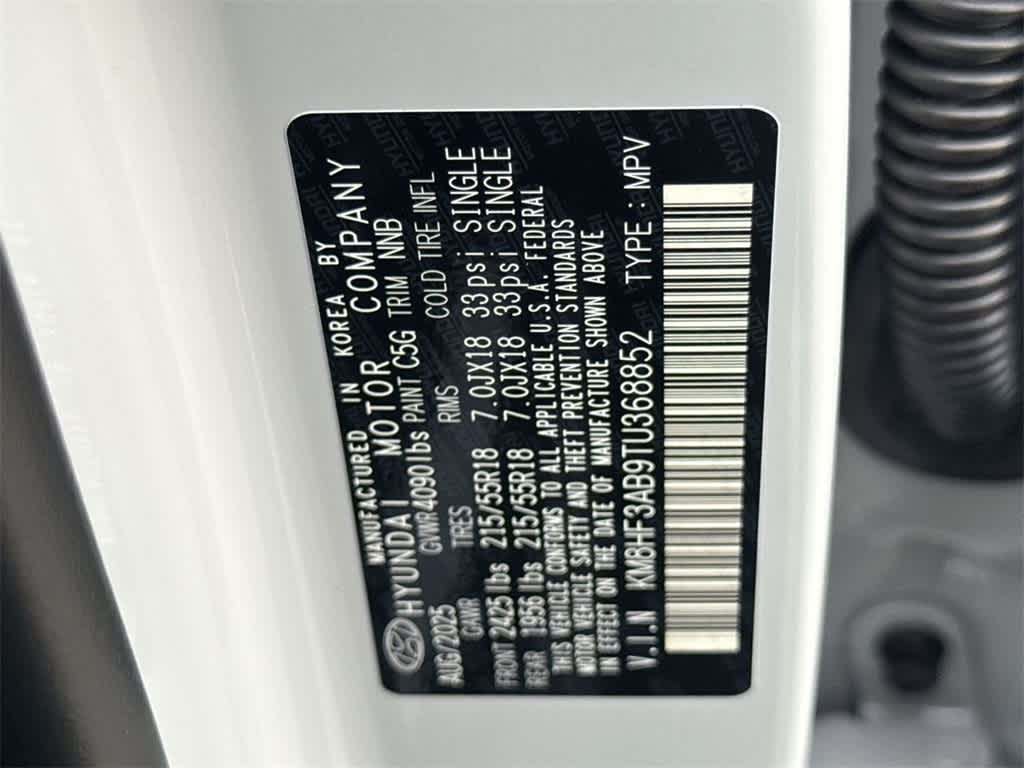 MANUFACTURED IN KOREA BY
HYUNDAI MOTOR COMPANY
AUG/2025 GVWR 4090lbs PAINT C5G TRIM NNB
GAWR TIRES RIMS COLD TIRE INFL
FRONT 2425 lbs 215/55R18 7.0JX18 33psi SINGLE
REAR 1956 lbs 215/55R18 7.0JX18 33psi SINGLE
THIS VEHICLE CONFORMS TO ALL APPLICABLE U.S.A. FEDERAL
MOTOR VEHICLE SAFETY AND THEFT PREVENTION STANDARDS
IN EFFECT ON THE DATE OF MANUFACTURE SHOWN ABOVE
V.I.N KM8HF3AB9TU368852 TYPE : MPV